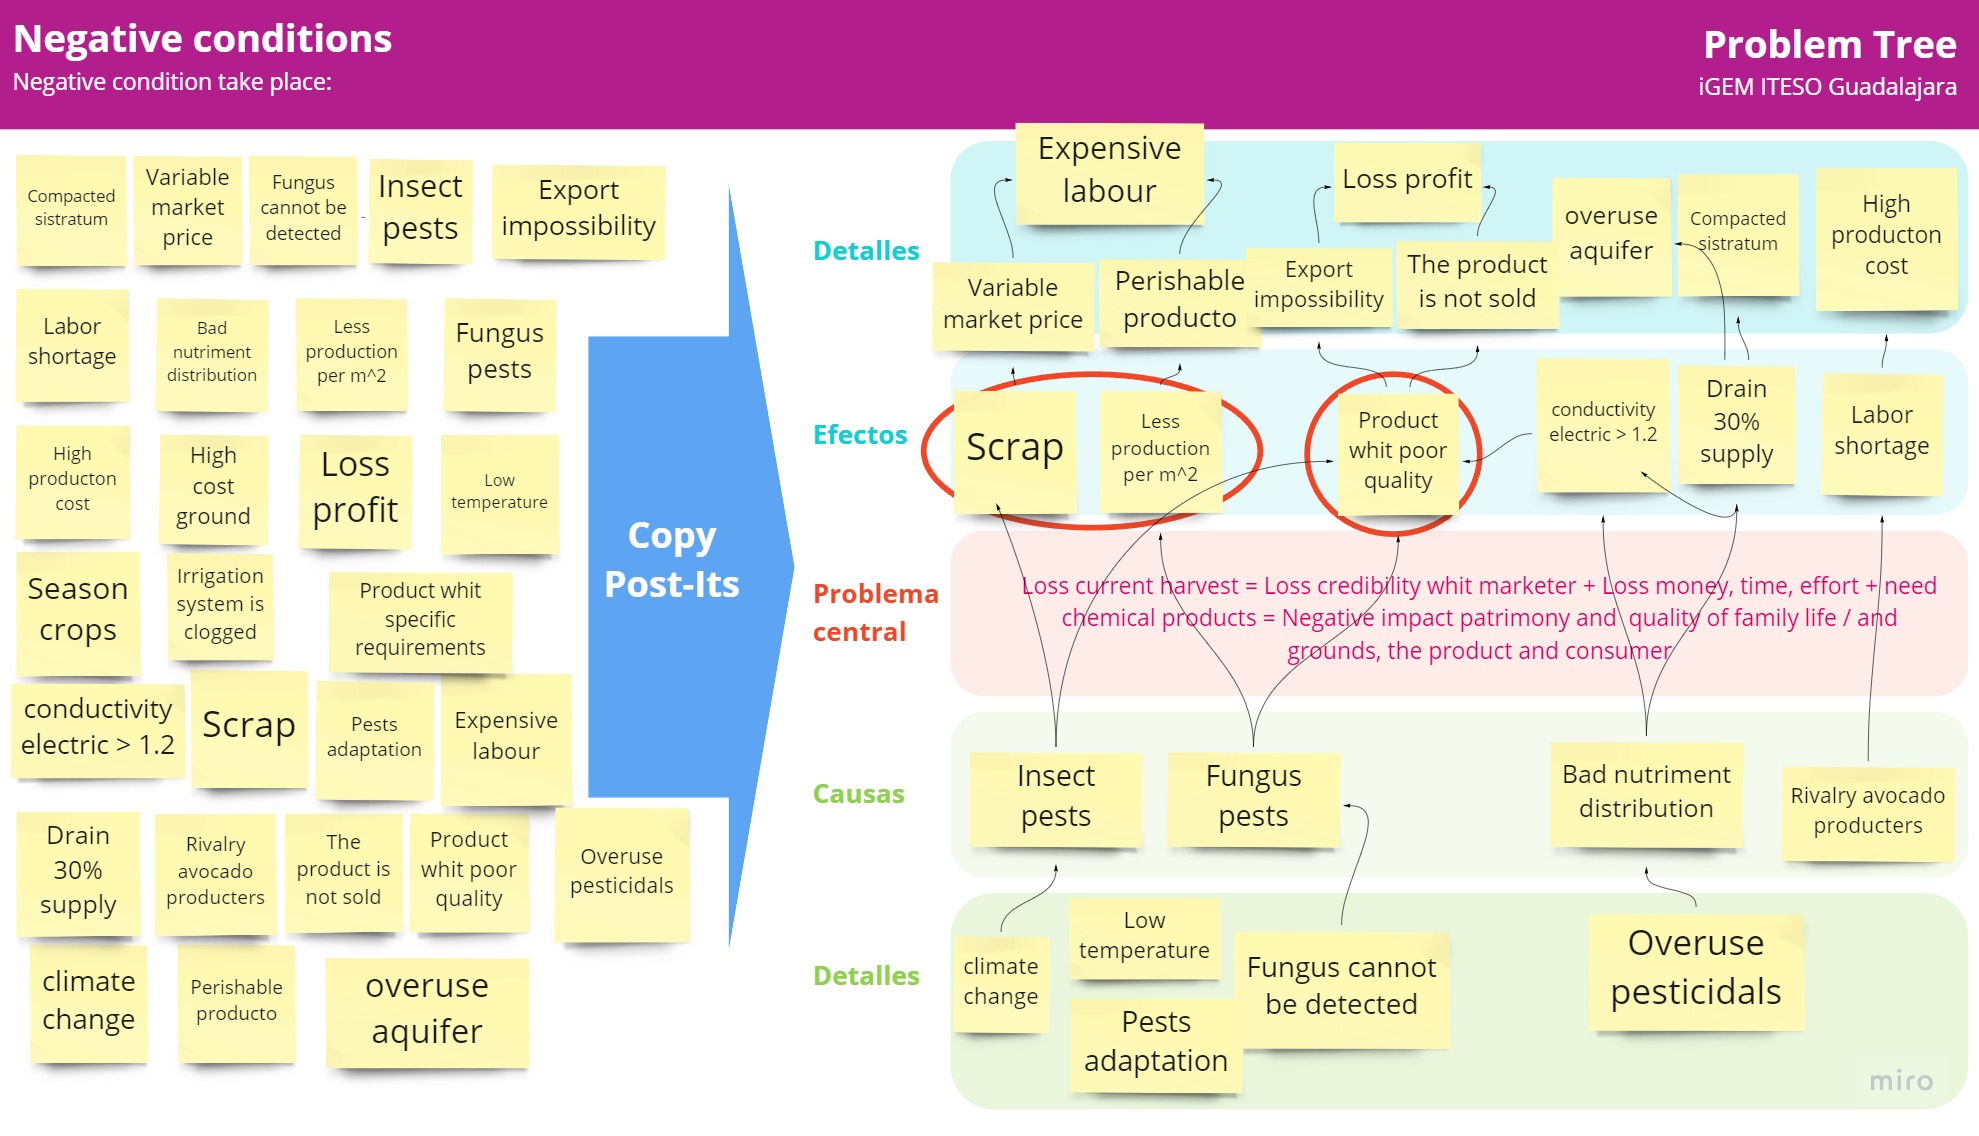 Negative conditions
Negative condition take place:
Problem Tree
iGEM ITESO Guadalajara
Compacted
sistratum
Variable
market
price
Fungus
cannot be
detected
-
Insect
pests
Export
impossibility
Labor
shortage
Bad
nutriment
distribution
Less
production
per m^2
Fungus
pests
High
producton
cost
High
cost
ground
Loss
profit
Low
temperature
Season
crops
Irrigation
system is
clogged
Product whit
specific
requirements
conductivity
electric > 1.2
Scrap
Pests
adaptation
Expensive
labour
Drain
30%
supply
Rivalry
avocado
producters
The
product is
not sold
Product
whit poor
quality
Overuse
pesticidals
climate
change
Perishable
producto
overuse
aquifer
Copy
Post-Its
Detalles
Expensive
labour
Loss profit
overuse
aquifer
Compacted
sistratum
High
producton
cost
Variable
market price
Perishable
producto
Export
impossibility
The product
is not sold
Efectos
Scrap
Less
production
per m^2
Product
whit poor
quality
conductivity
electric > 1.2
Drain
30%
supply
Labor
shortage
Problema
central
Loss current harvest = Loss credibility whit marketer + Loss money, time, effort + need
chemical products = Negative impact patrimony and quality of family life / and
grounds, the product and consumer
Causas
Insect
pests
Fungus
pests
Bad nutriment
distribution
Rivalry avocado
producters
Detalles
climate
change
Low
temperature
Pests
adaptation
Fungus cannot
be detected
Overuse
pesticidals
miro